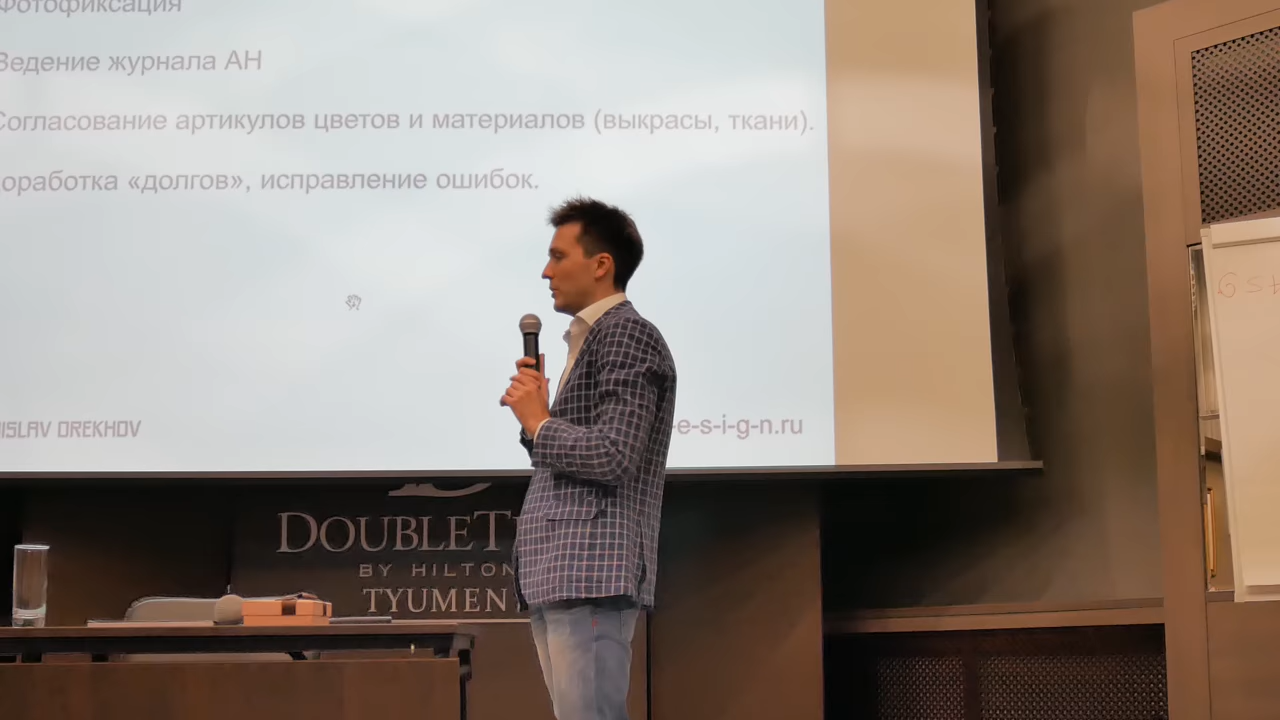 Фотофиксация
Ведение журнала АН
Согласование артикулов цветов и материалов (выкрасы, ткани).
оработка «долгов», исправление ошибок.
ISLAV OREKHOV
-e-s-i-g-n.ru
DOUBLET
BY HILTON
TYUMEN